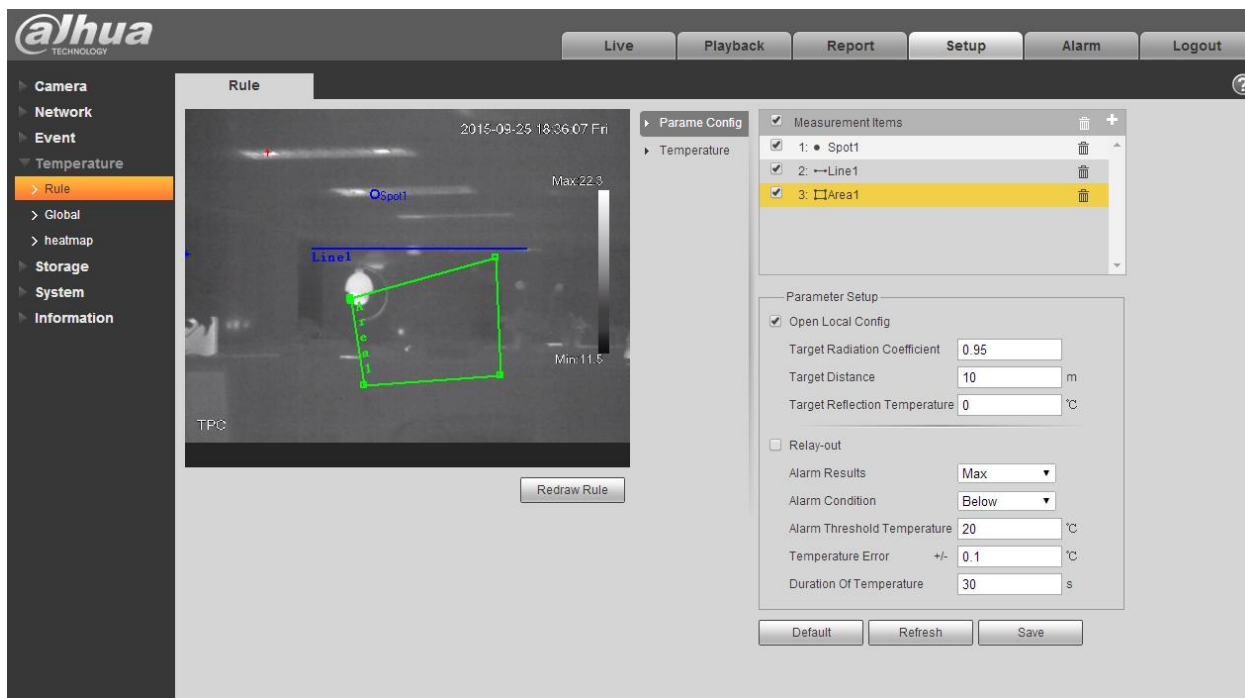 alhua
TECHNOLOGY
Live Playback Report Setup Alarm Logout
Camera
Network
Event
Temperature
Rule
Global
heatmap
Storage
System
Information
Rule
2015-09-25 18:36:07 Fri
Max:22.3
Spot1
Line1
Area1
Min:11.5
TPC
Redraw Rule
Parame Config
Temperature
Measurement Items
1: Spot1
2: Line1
3: Area1
Parameter Setup
Open Local Config
Target Radiation Coefficient 0.95
Target Distance 10 m
Target Reflection Temperature 0 ℃
Relay-out
Alarm Results Max
Alarm Condition Below
Alarm Threshold Temperature 20 ℃
Temperature Error +/- 0.1 ℃
Duration Of Temperature 30 s
Default Refresh Save